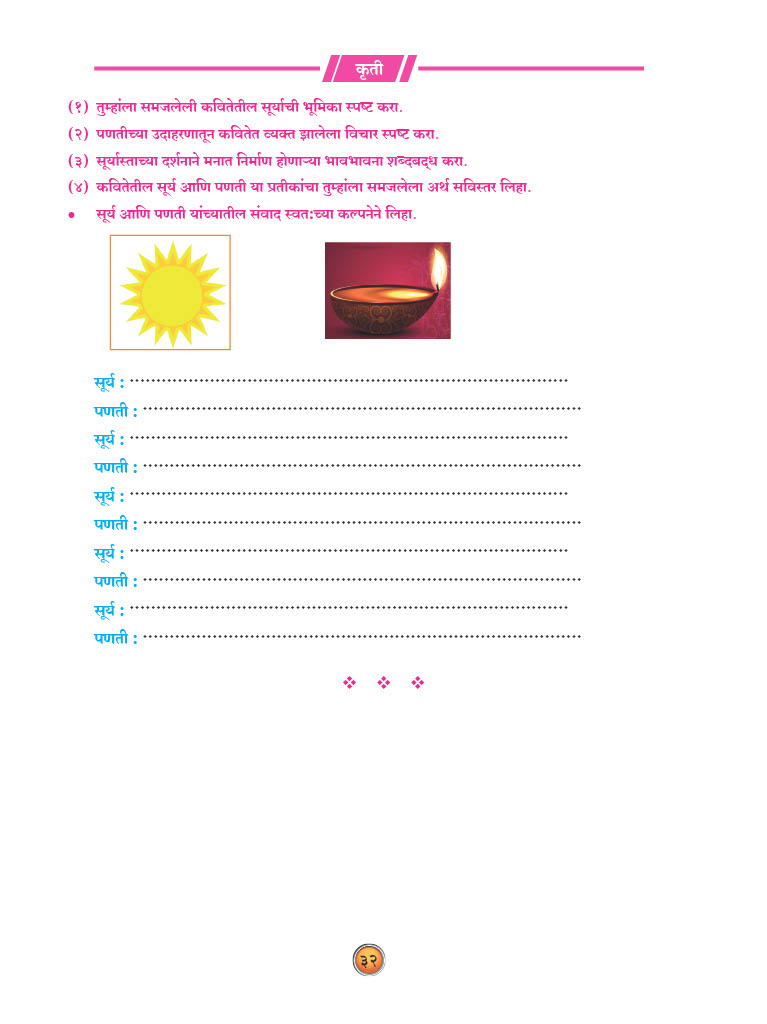 कृती
(१) तुम्हांला समजलेली कवितेतील सूर्याची भूमिका स्पष्ट करा.
(२) पणतीच्या उदाहरणातून कवितेत व्यक्त झालेला विचार स्पष्ट करा.
(३) सूर्यास्ताच्या दर्शनाने मनात निर्माण होणाऱ्या भावभावना शब्दबद्ध करा.
(४) कवितेतील सूर्य आणि पणती या प्रतीकांचा तुम्हांला समजलेला अर्थ सविस्तर लिहा.
• सूर्य आणि पणती यांच्यातील संवाद स्वत:च्या कल्पनेने लिहा.
सूर्य : ....................................................................................
पणती : ....................................................................................
सूर्य : ....................................................................................
पणती : ....................................................................................
सूर्य : ....................................................................................
पणती : ....................................................................................
सूर्य : ....................................................................................
पणती : ....................................................................................
सूर्य : ....................................................................................
पणती : ....................................................................................
३२